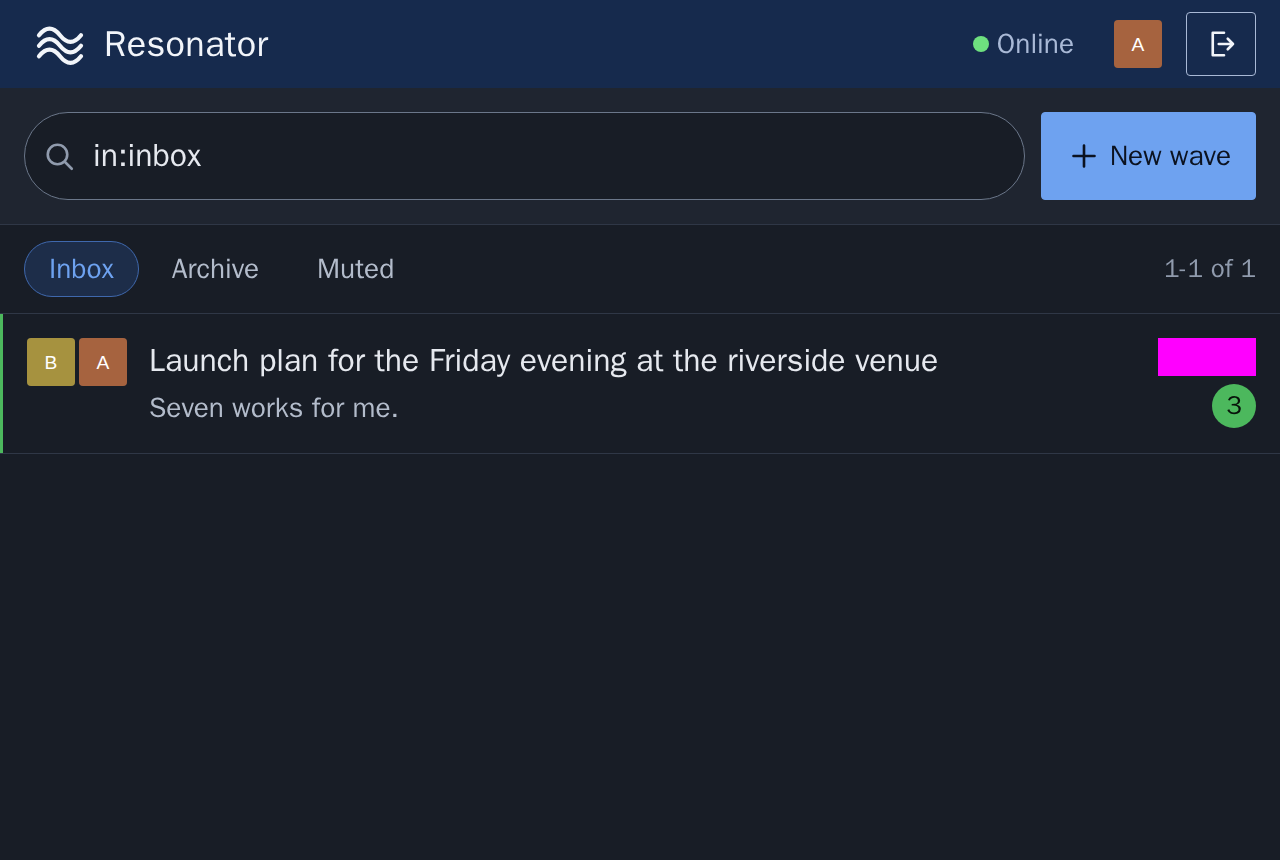 Resonator
Online
A
in:inbox
New wave
Inbox
Archive
Muted
1-1 of 1
B
A
Launch plan for the Friday evening at the riverside venue
Seven works for me.
3